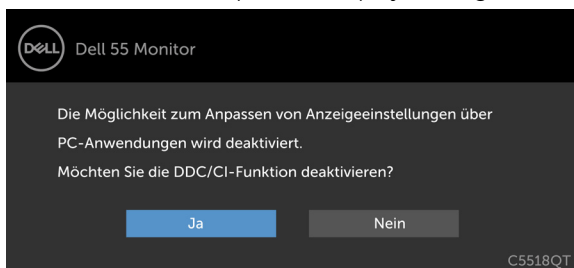 DELL
Dell 55 Monitor
Die Möglichkeit zum Anpassen von Anzeigeeinstellungen über
PC-Anwendungen wird deaktiviert.
Möchten Sie die DDC/CI-Funktion deaktivieren?
Ja Nein
C5518QT